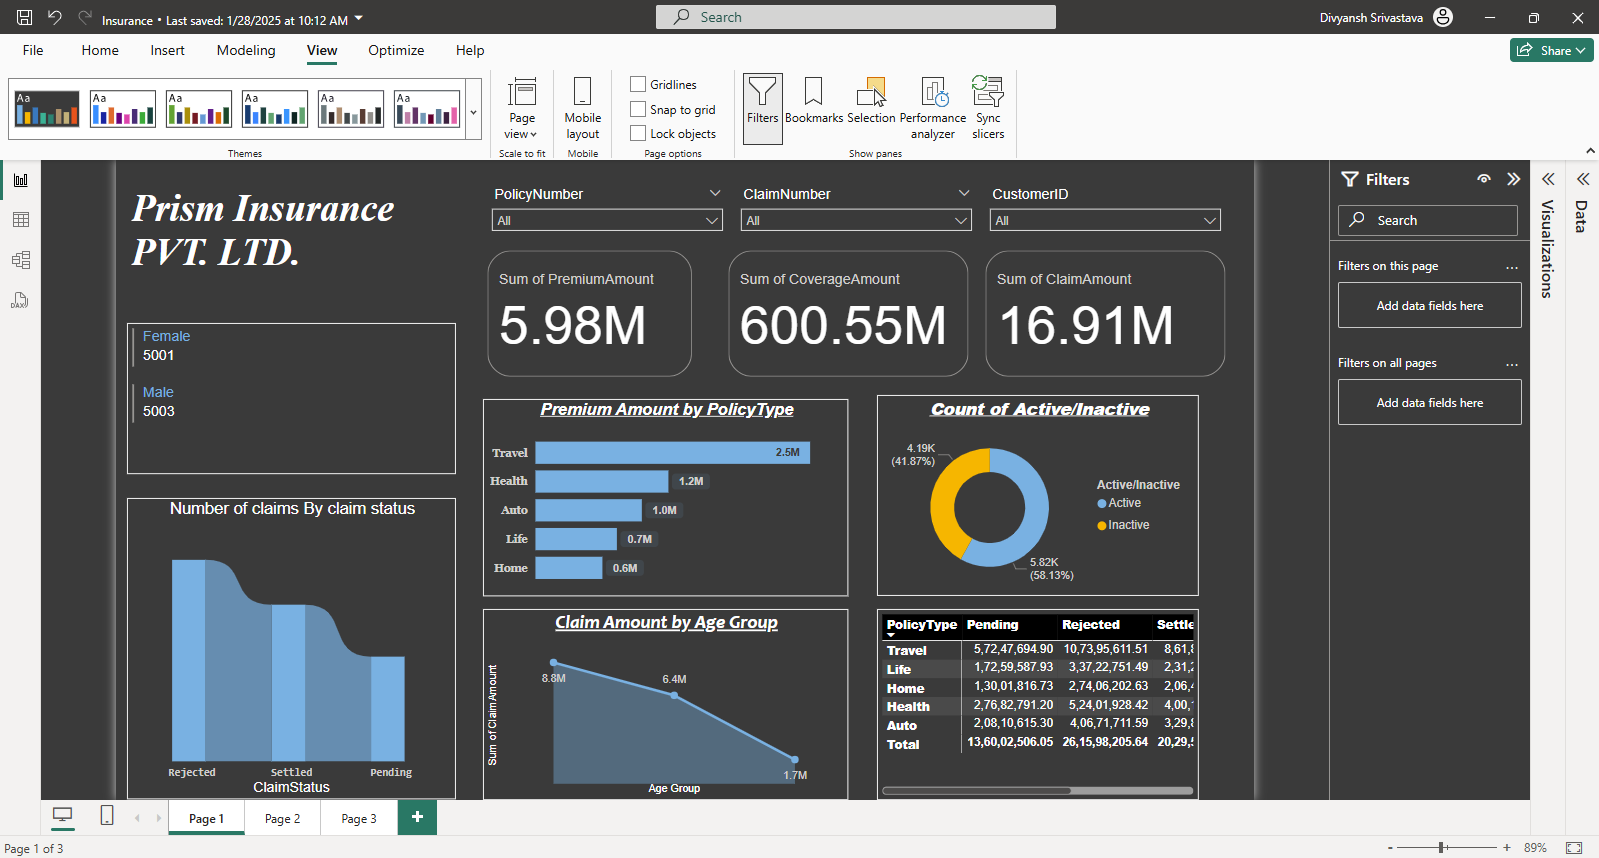 Insurance • Last saved: 1/28/2025 at 10:12 AM
Search
Divyansh Srivastava
File
Home
Insert
Modeling
View
Optimize
Help
Share
Aa
Aa
Aa
Aa
Aa
Aa
Themes
Page view
Scale to fit
Mobile layout
Mobile
Gridlines
Snap to grid
Lock objects
Page options
Filters
Bookmarks
Selection
Performance analyzer
Sync slicers
Show panes
DAX
Prism Insurance
PVT. LTD.
PolicyNumber
All
ClaimNumber
All
CustomerID
All
Sum of PremiumAmount
5.98M
Sum of CoverageAmount
600.55M
Sum of ClaimAmount
16.91M
Female
5001
Male
5003
Number of claims By claim status
Rejected
Settled
Pending
ClaimStatus
Premium Amount by PolicyType
Travel 2.5M
Health 1.2M
Auto 1.0M
Life 0.7M
Home 0.6M
Count of Active/Inactive
4.19K
(41.87%)
5.82K
(58.13%)
Active/Inactive
Active
Inactive
Claim Amount by Age Group
Sum of Claim Amount
8.8M
6.4M
1.7M
Age Group
PolicyType Pending Rejected Settle
Travel 5,72,47,694.90 10,73,95,611.51 8,61,8
Life 1,72,59,587.93 3,37,22,751.49 2,31,2
Home 1,30,01,816.73 2,74,06,202.63 2,06,4
Health 2,76,82,791.20 5,24,01,928.42 4,00,1
Auto 2,08,10,615.30 4,06,71,711.59 3,29,8
Total 13,60,02,506.05 26,15,98,205.64 20,29,5
Filters
Search
Filters on this page ...
Add data fields here
Filters on all pages ...
Add data fields here
Visualizations
Data
Page 1
Page 2
Page 3
+
Page 1 of 3
- + 89%